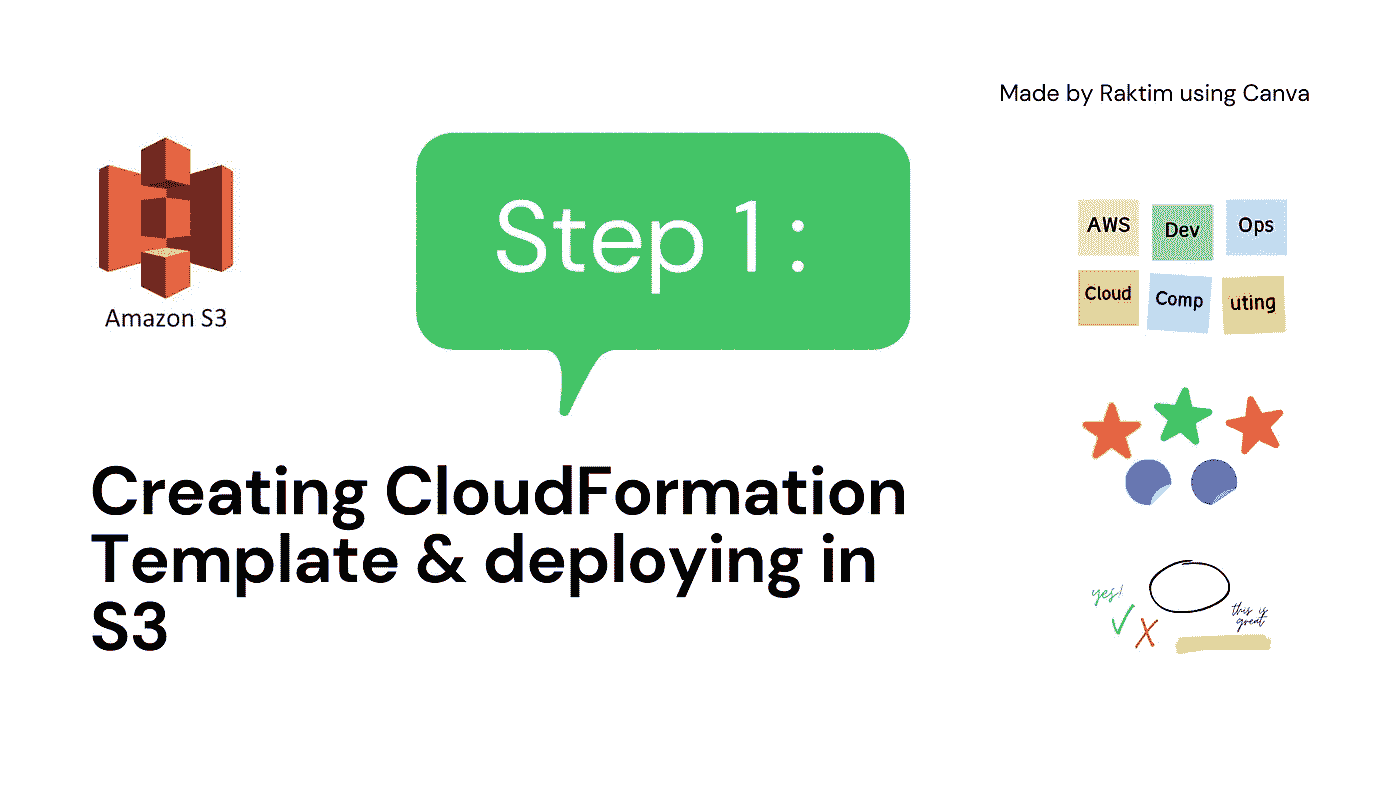 Made by Raktim using Canva
Amazon S3
Step 1 :
AWS
Dev
Ops
Cloud
Comp
uting
Creating CloudFormation
Template & deploying in
S3
yes!
this is
great